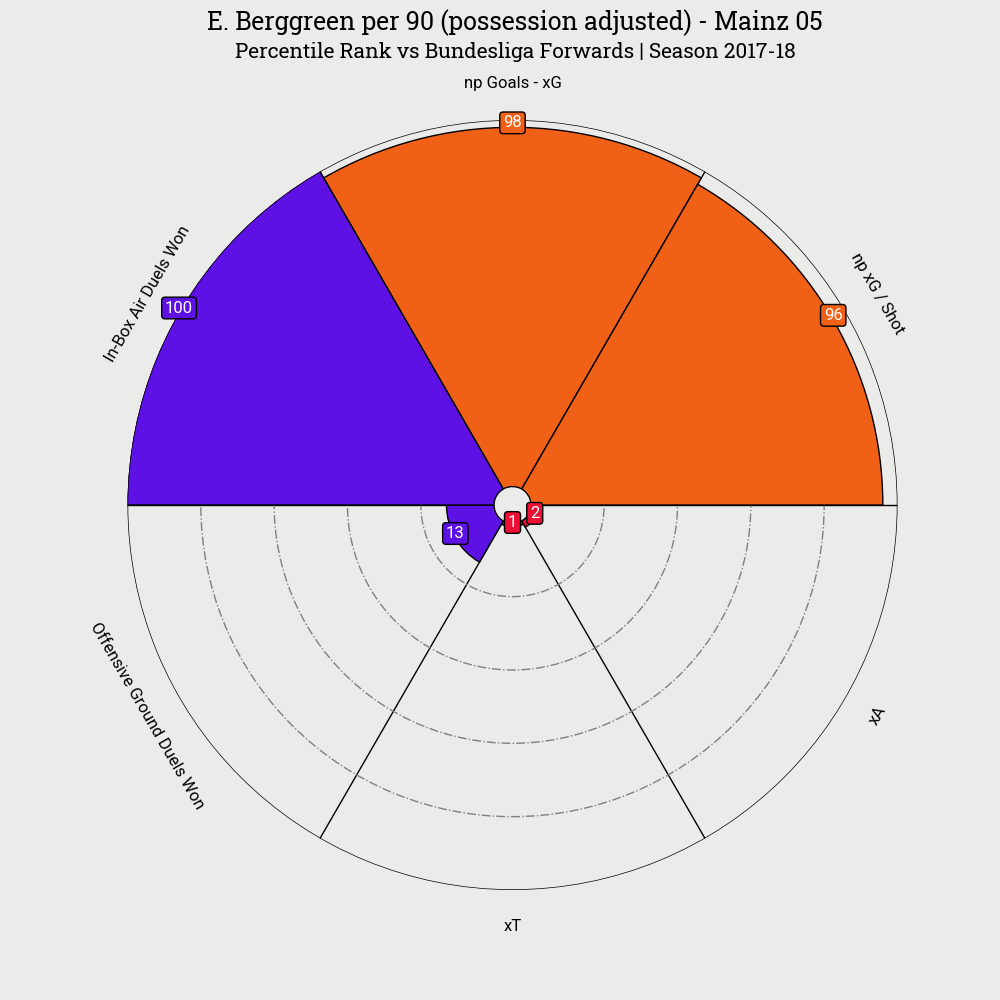 E. Berggreen per 90 (possession adjusted) - Mainz 05
Percentile Rank vs Bundesliga Forwards | Season 2017-18
np Goals - xG
98
In-Box Air Duels Won
100
np xG / Shot
96
13
1
2
Offensive Ground Duels Won
xA
xT